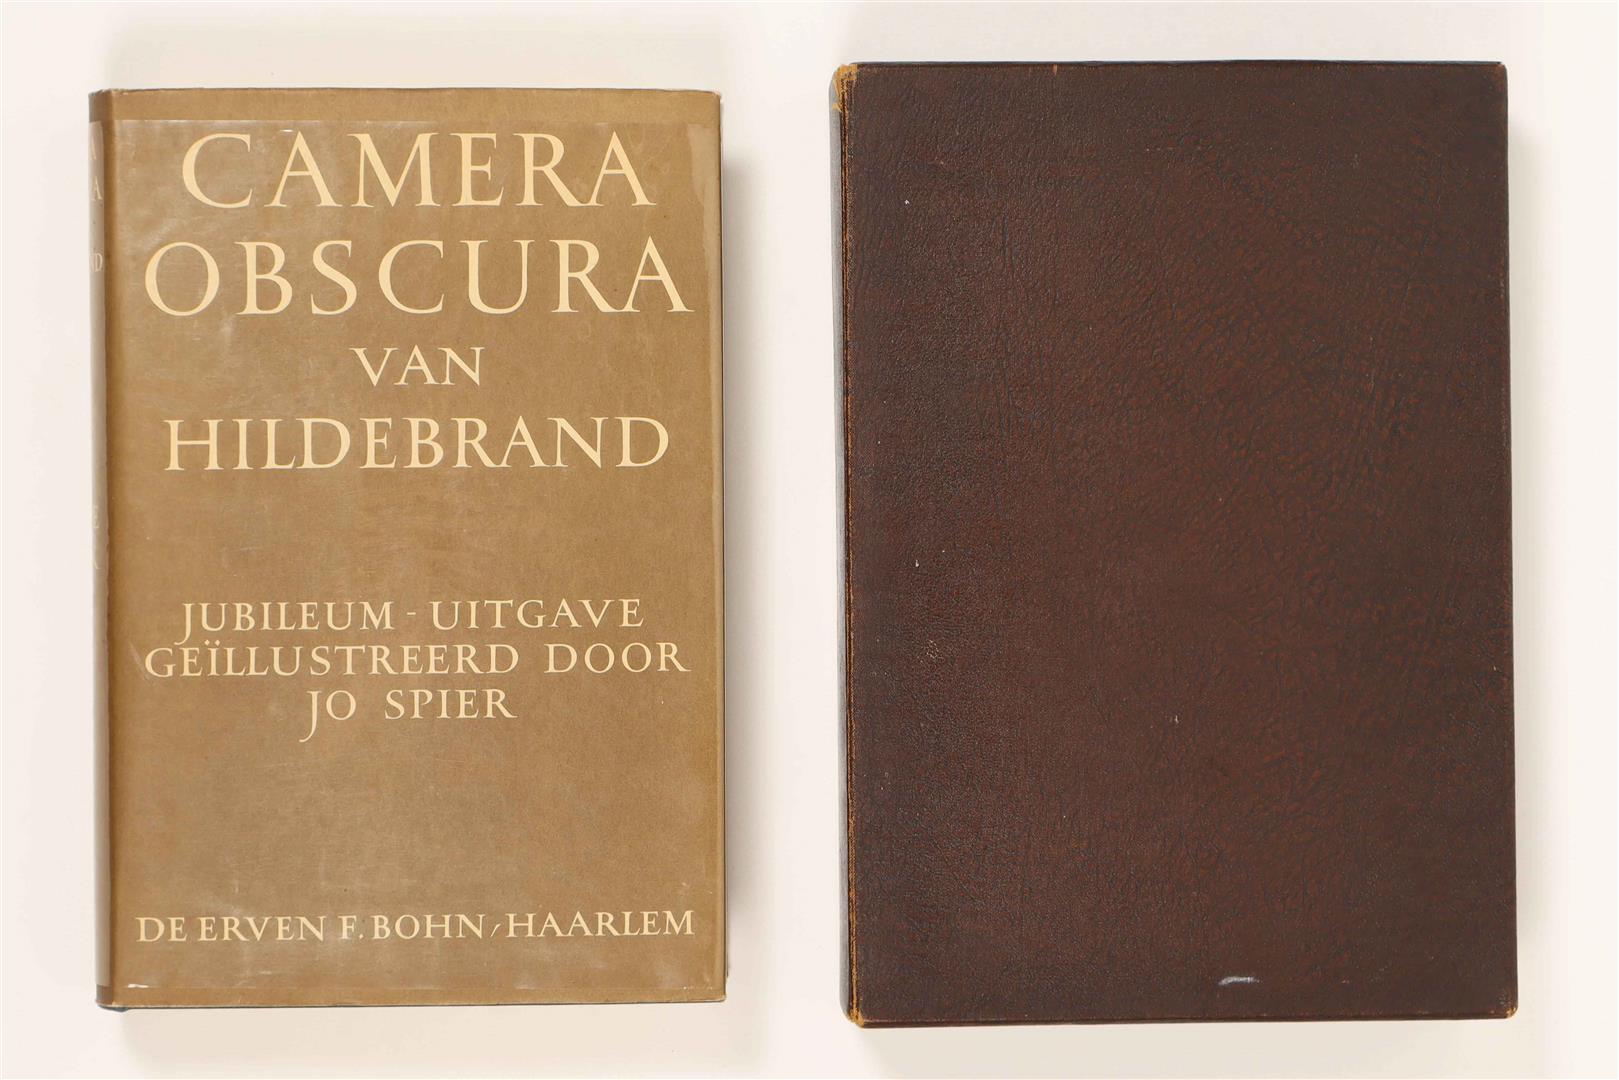 CAMERA
OBSCURA
VAN
HILDEBRAND
JUBILEUM - UITGAVE
GEÏLLUSTREERD DOOR
JO SPIER
DE ERVEN F. BOHN, HAARLEM